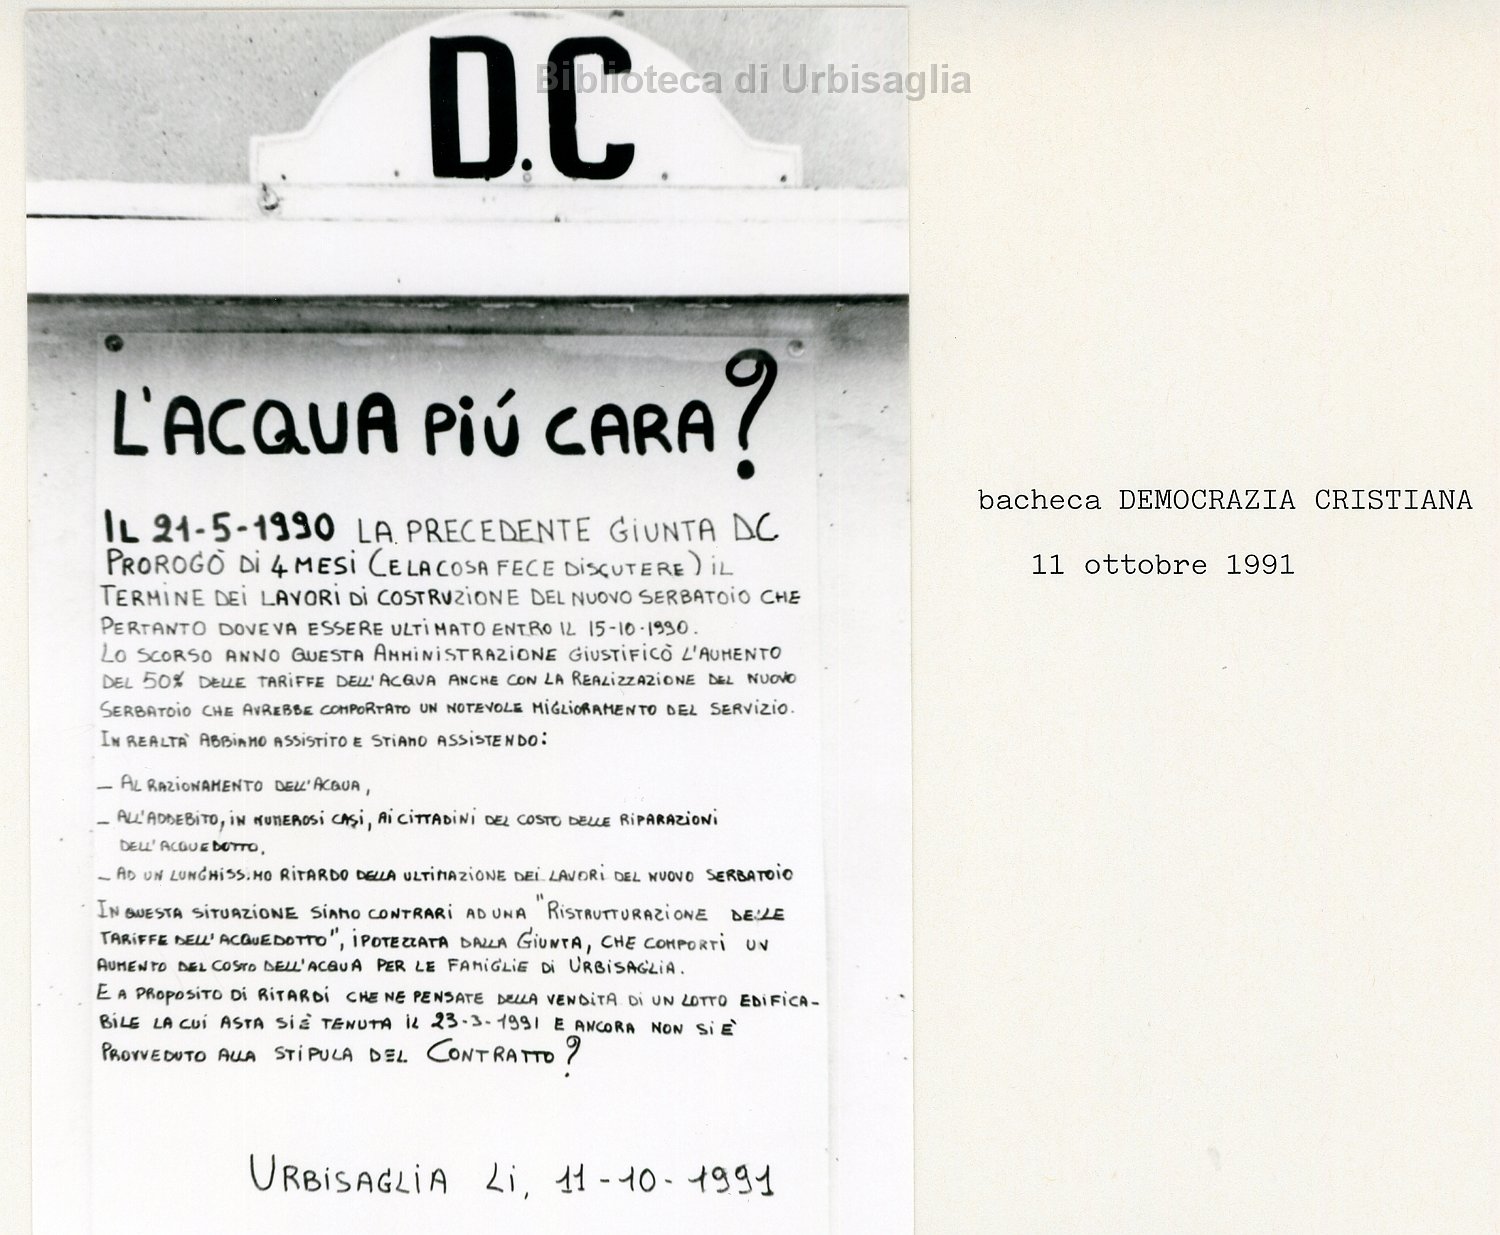 D.C
Biblioteca di Urbisaglia
L'ACQUA PIÚ CARA?
IL 21-5-1990 LA PRECEDENTE GIUNTA DC
PROROGÒ DI 4 MESI (E LA COSA FECE DISCUTERE) IL
TERMINE DEI LAVORI DI COSTRUZIONE DEL NUOVO SERBATOIO CHE
PERTANTO DOVEVA ESSERE ULTIMATO ENTRO IL 15-10-1990.
LO SCORSO ANNO QUESTA AMMINISTRAZIONE GIUSTIFICÒ L'AUMENTO
DEL 50% DELLE TARIFFE DELL'ACQUA ANCHE CON LA REALIZZAZIONE DEL NUOVO
SERBATOIO CHE AVREBBE COMPORTATO UN NOTEVOLE MIGLIORAMENTO DEL SERVIZIO.
IN REALTA' ABBIAMO ASSISTITO E STIAMO ASSISTENDO:
— AL RAZIONAMENTO DELL'ACQUA,
— ALL'ADDEBITO, IN NUMEROSI CASI, AI CITTADINI DEL COSTO DELLE RIPARAZIONI
DELL'ACQUEDOTTO,
— AD UN LUNGHISSIMO RITARDO DELLA ULTIMAZIONE DEI LAVORI DEL NUOVO SERBATOIO
IN QUESTA SITUAZIONE SIAMO CONTRARI AD UNA "RISTRUTTURAZIONE DELLE
TARIFFE DELL'ACQUEDOTTO", IPOTEZZATA DALLA GIUNTA, CHE COMPORTI UN
AUMENTO DEL COSTO DELL'ACQUA PER LE FAMIGLIE DI URBISAGLIA.
E A PROPOSITO DI RITARDI CHE NE PENSATE DELLA VENDITA DI UN LOTTO EDIFICA-
BILE LA CUI ASTA SI È TENUTA IL 23-3-1991 E ANCORA NON SI È
PROVVEDUTO ALLA STIPULA DEL CONTRATTO?
URBISAGLIA LI, 11-10-1991
bacheca DEMOCRAZIA CRISTIANA
11 ottobre 1991